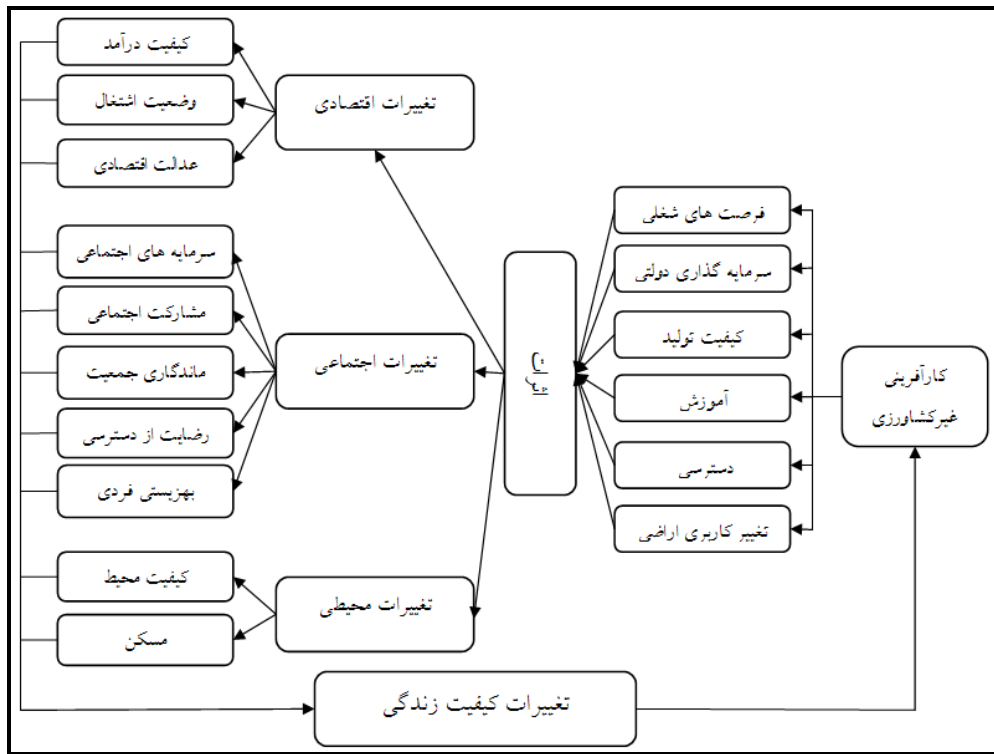 کارآفرینی
غیرکشاورزی
فرصت های شغلی
سرمایه گذاری دولتی
کیفیت تولید
آموزش
دسترسی
تغییر کاربری اراضی
اثرات
تغییرات اقتصادی
کیفیت درآمد
وضعیت اشتغال
عدالت اقتصادی
تغییرات اجتماعی
سرمایه های اجتماعی
مشارکت اجتماعی
ماندگاری جمعیت
رضایت از دسترسی
بهزیستی فردی
تغییرات محیطی
کیفیت محیط
مسکن
تغییرات کیفیت زندگی